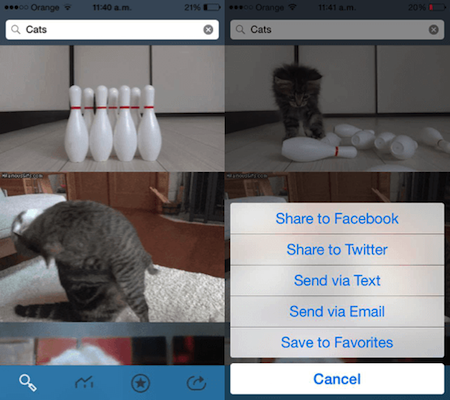 Orange 11:40 a.m. 21%
Cats
Orange 11:41 a.m. 20%
Cats
Share to Facebook
Share to Twitter
Send via Text
Send via Email
Save to Favorites
Cancel